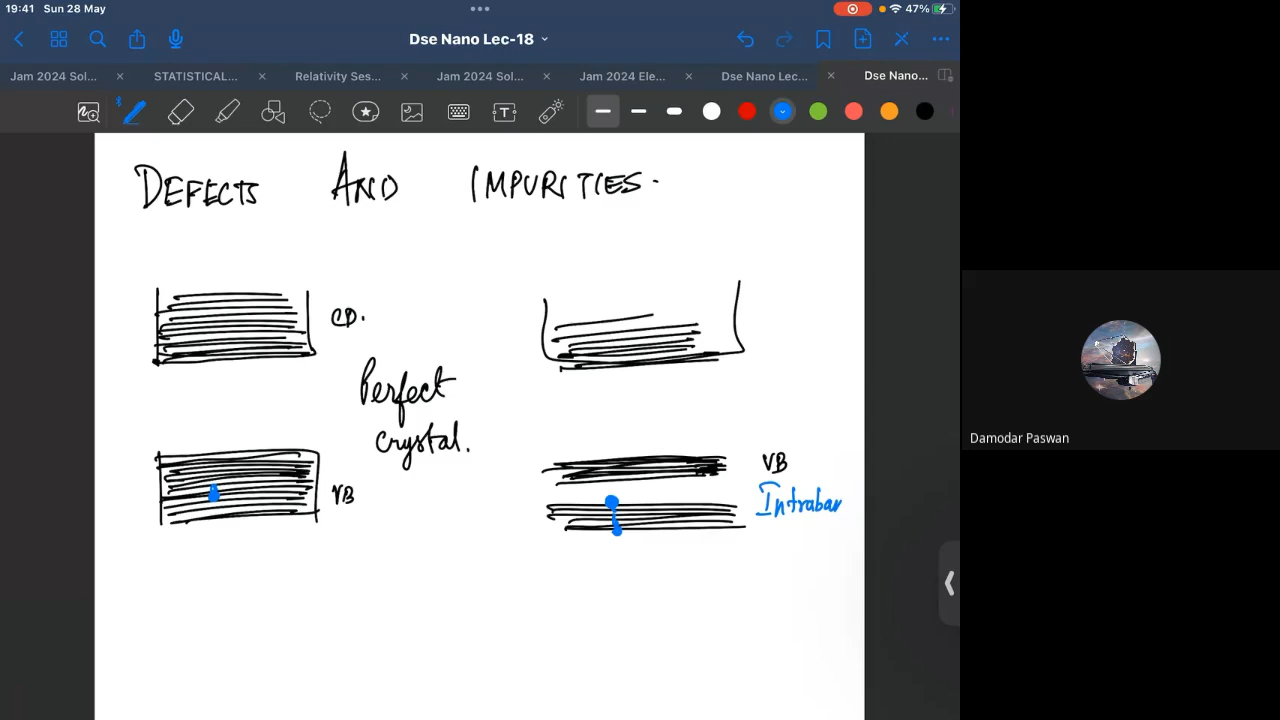 19:41 Sun 28 May
47%
Dse Nano Lec-18
Jam 2024 Sol...
STATISTICAL...
Relativity Ses...
Jam 2024 Sol...
Jam 2024 Ele...
Dse Nano Lec...
Dse Nano...
T
DEFECTS AND IMPURITIES.
CD.
Perfect
crystal.
VB
VB
Intraban
Damodar Paswan